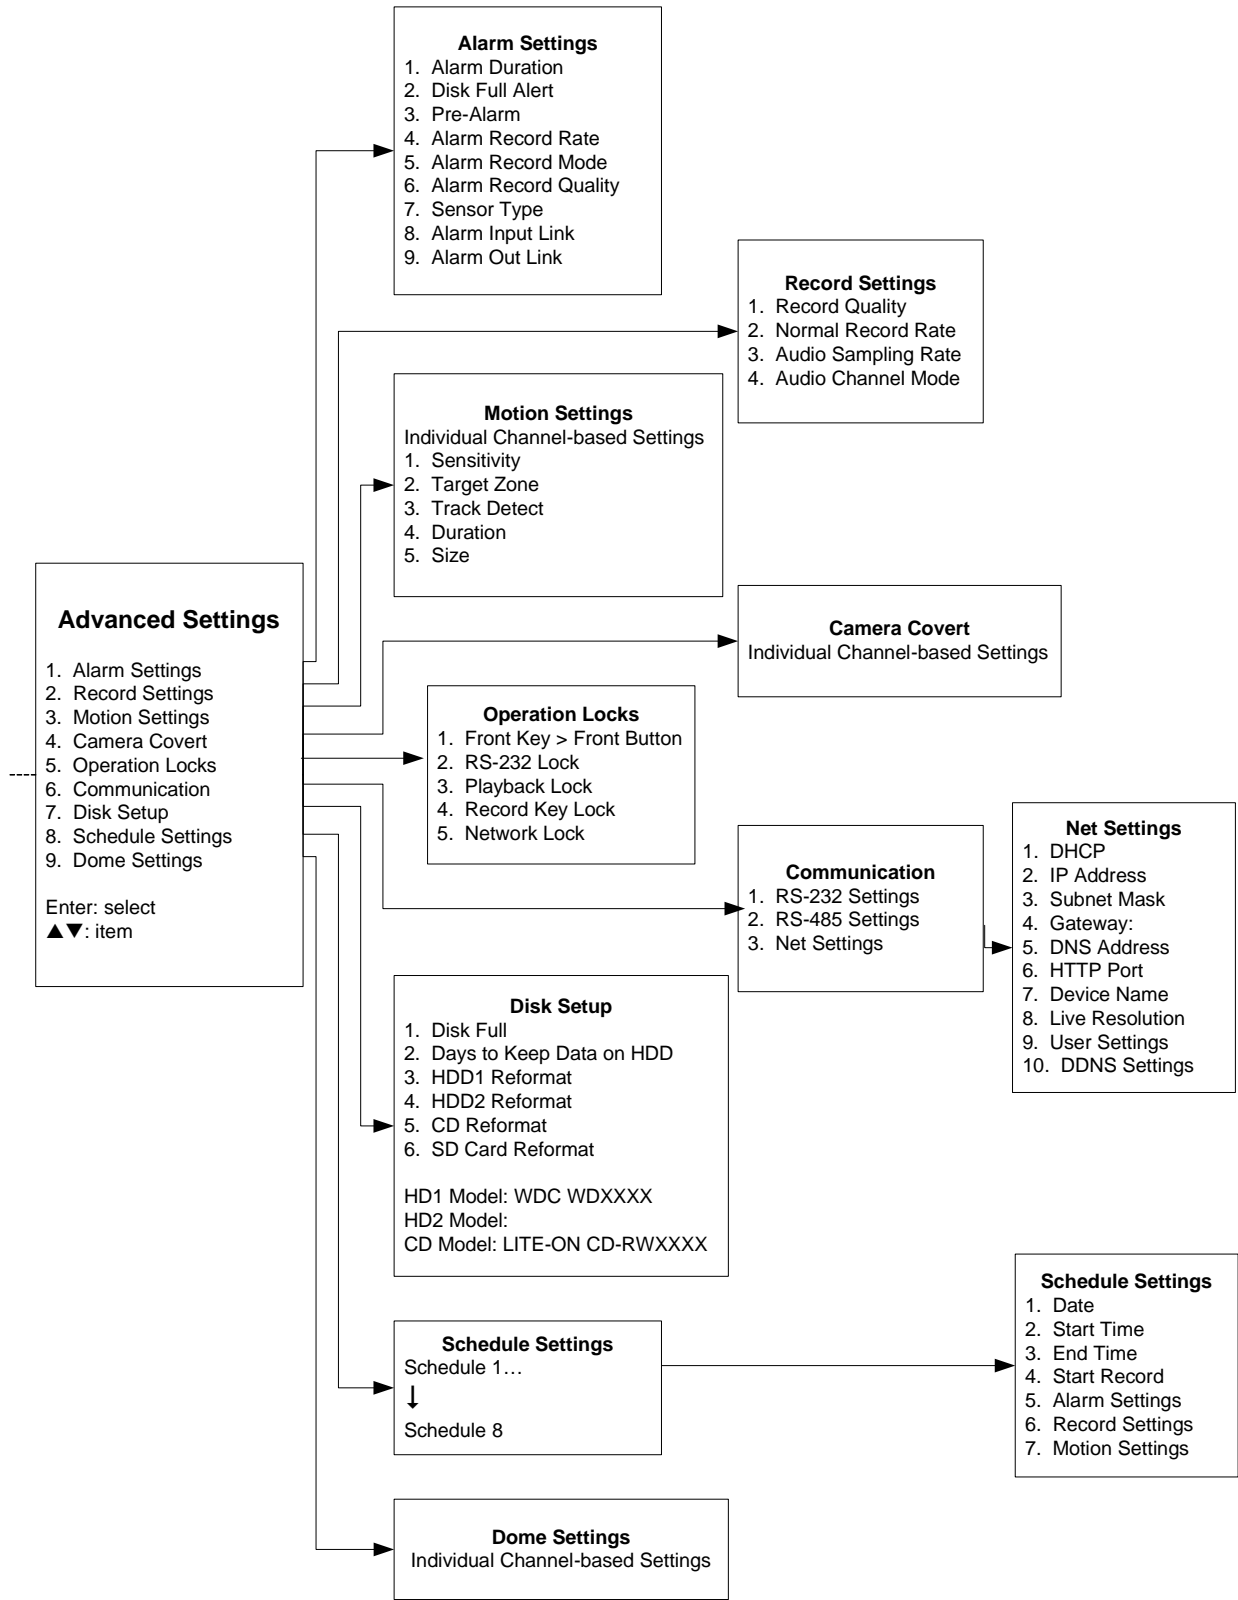 Alarm Settings
1. Alarm Duration
2. Disk Full Alert
3. Pre-Alarm
4. Alarm Record Rate
5. Alarm Record Mode
6. Alarm Record Quality
7. Sensor Type
8. Alarm Input Link
9. Alarm Out Link
Record Settings
1. Record Quality
2. Normal Record Rate
3. Audio Sampling Rate
4. Audio Channel Mode
Motion Settings
Individual Channel-based Settings
1. Sensitivity
2. Target Zone
3. Track Detect
4. Duration
5. Size
Advanced Settings
1. Alarm Settings
2. Record Settings
3. Motion Settings
4. Camera Covert
5. Operation Locks
6. Communication
7. Disk Setup
8. Schedule Settings
9. Dome Settings
Enter: select
▲▼: item
Camera Covert
Individual Channel-based Settings
Operation Locks
1. Front Key > Front Button
2. RS-232 Lock
3. Playback Lock
4. Record Key Lock
5. Network Lock
Communication
1. RS-232 Settings
2. RS-485 Settings
3. Net Settings
Net Settings
1. DHCP
2. IP Address
3. Subnet Mask
4. Gateway:
5. DNS Address
6. HTTP Port
7. Device Name
8. Live Resolution
9. User Settings
10. DDNS Settings
Disk Setup
1. Disk Full
2. Days to Keep Data on HDD
3. HDD1 Reformat
4. HDD2 Reformat
5. CD Reformat
6. SD Card Reformat
HD1 Model: WDC WDXXXX
HD2 Model:
CD Model: LITE-ON CD-RWXXXX
Schedule Settings
Schedule 1…
↓
Schedule 8
Schedule Settings
1. Date
2. Start Time
3. End Time
4. Start Record
5. Alarm Settings
6. Record Settings
7. Motion Settings
Dome Settings
Individual Channel-based Settings